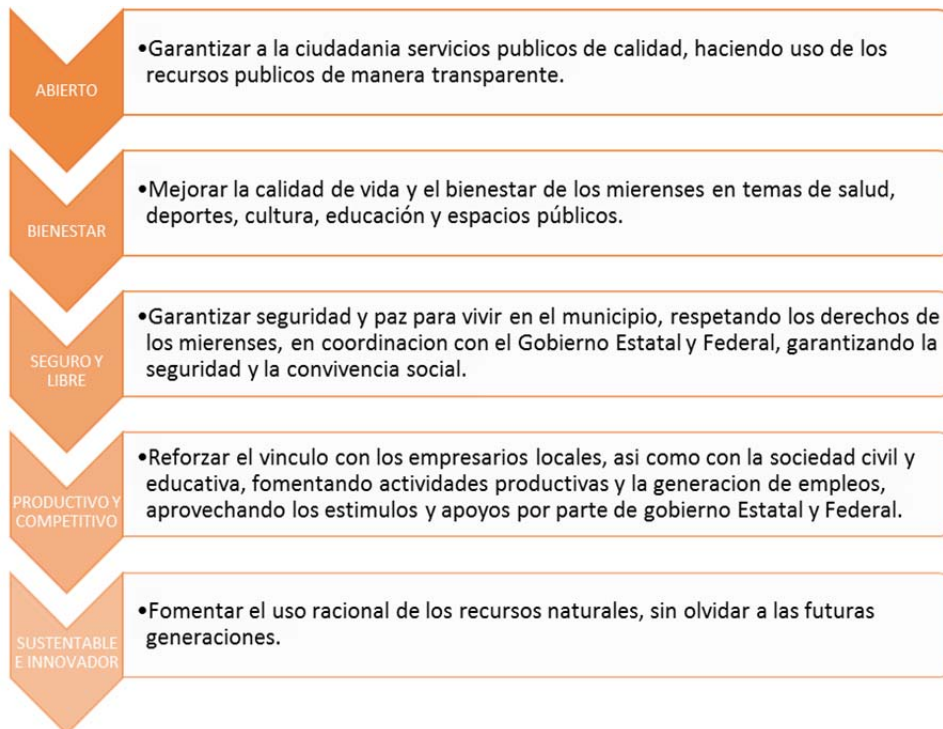 ABIERTO
•Garantizar a la ciudadania servicios publicos de calidad, haciendo uso de los
recursos publicos de manera transparente.
BIENESTAR
•Mejorar la calidad de vida y el bienestar de los mierenses en temas de salud,
deportes, cultura, educación y espacios públicos.
SEGURO Y
LIBRE
•Garantizar seguridad y paz para vivir en el municipio, respetando los derechos de
los mierenses, en coordinacion con el Gobierno Estatal y Federal, garantizando la
seguridad y la convivencia social.
PRODUCTIVO Y
COMPETITIVO
•Reforzar el vinculo con los empresarios locales, asi como con la sociedad civil y
educativa, fomentando actividades productivas y la generacion de empleos,
aprovechando los estimulos y apoyos por parte de gobierno Estatal y Federal.
SUSTENTABLE
E INNOVADOR
•Fomentar el uso racional de los recursos naturales, sin olvidar a las futuras
generaciones.